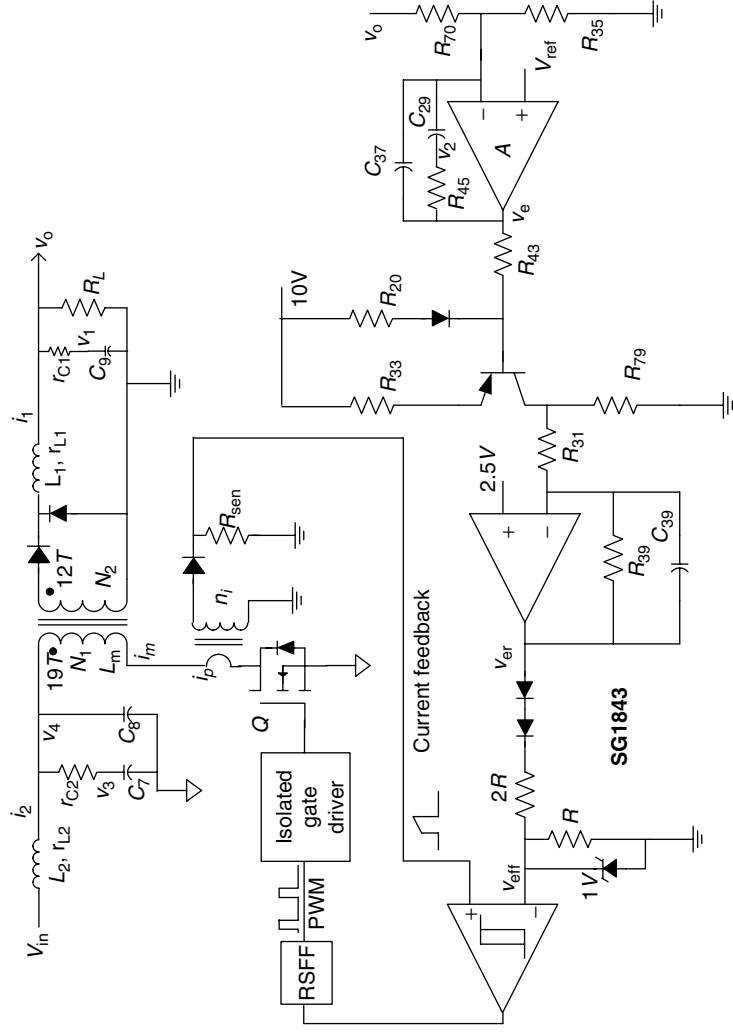 V_in
L_2, r_L2
i_2
r_C2
v_3
C_7
v_4
C_8
19T
N_1
L_m
i_m
12T
N_2
L_1, r_L1
i_1
r_C1
v_1
C_9
R_L
v_o
i_p
n_i
R_sen
Q
Isolated
gate
driver
PWM
RSFF
Current feedback
v_eff
1V
R
2R
SG1843
v_er
+
−
2.5V
+
−
R_39
C_39
R_31
R_79
R_33
10V
R_20
R_43
v_e
R_45
v_2
C_29
C_37
A
−
+
V_ref
v_o
R_70
R_35